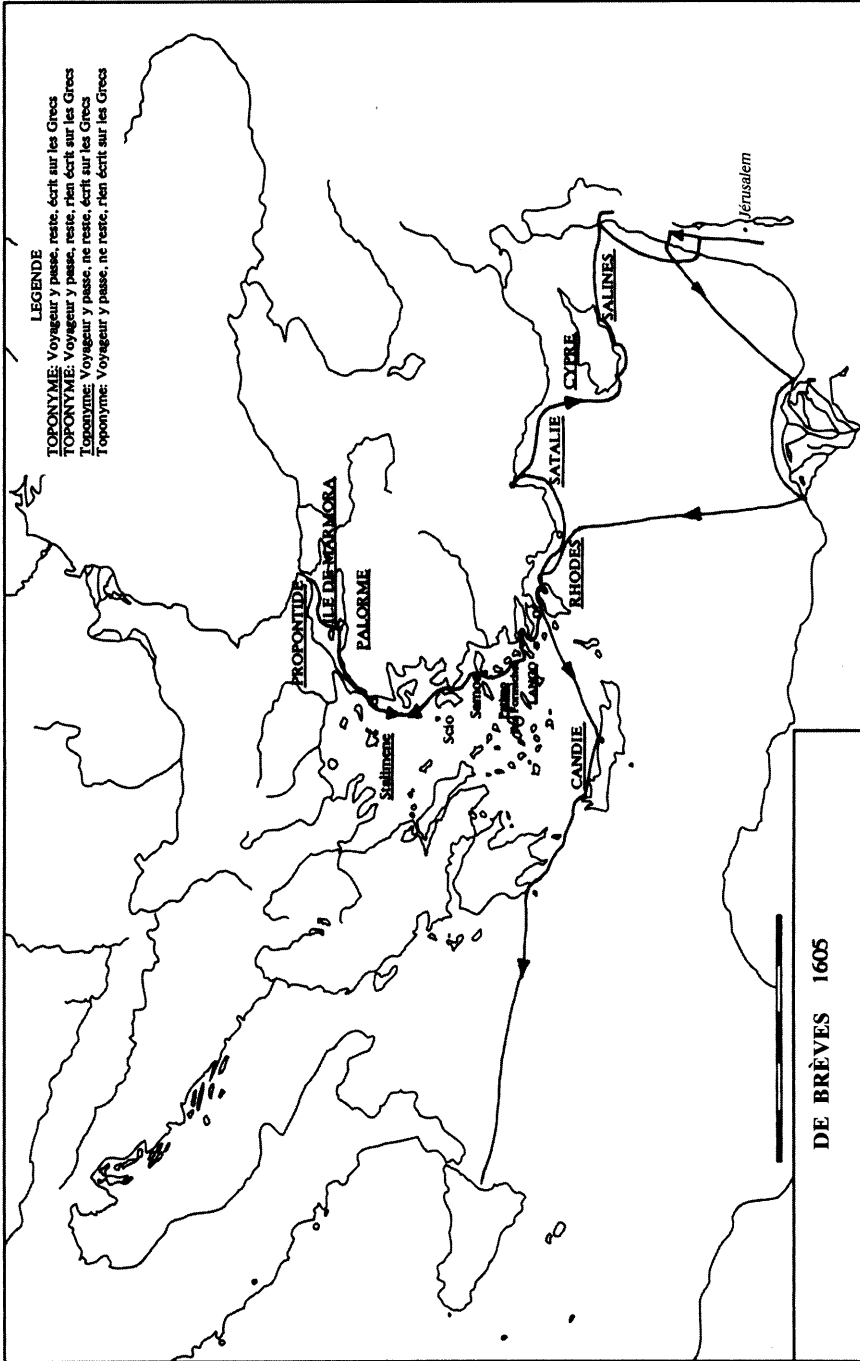 LEGENDE
TOPONYME: Voyageur y passe, reste, écrit sur les Grecs
TOPONYME: Voyageur y passe, reste, rien écrit sur les Grecs
Toponyme: Voyageur y passe, ne reste, écrit sur les Grecs
Toponyme: Voyageur y passe, ne reste, rien écrit sur les Grecs
PROPONTIDE
ILE DE MARMORA
PALORME
Stalimene
Scio
Samos
LANGO
RHODES
SATALIE
CYPRE
SALINES
Jérusalem
CANDIE
DE BRÈVES 1605